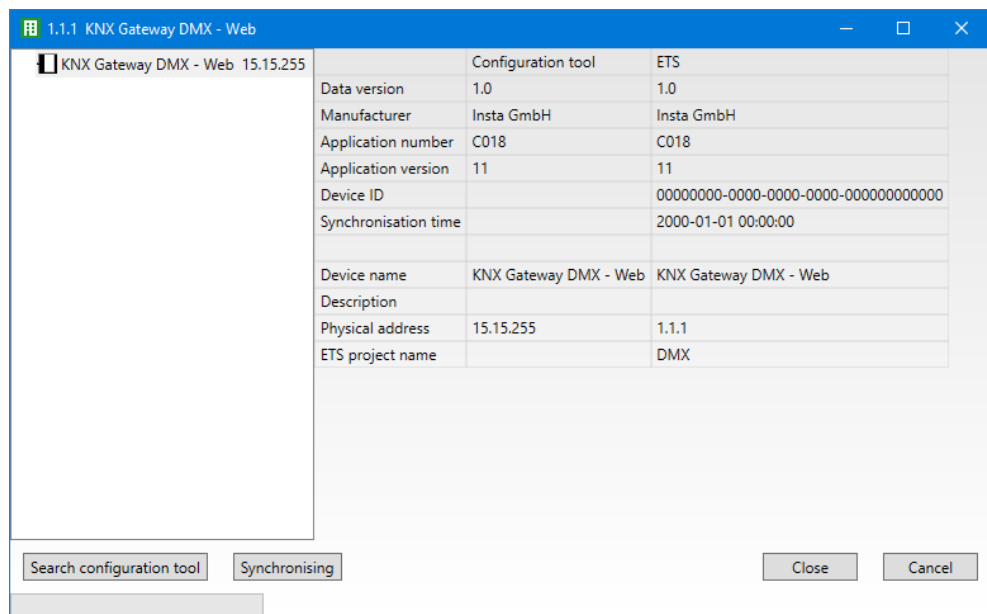 1.1.1 KNX Gateway DMX - Web
KNX Gateway DMX - Web 15.15.255
Configuration tool ETS
Data version 1.0 1.0
Manufacturer Insta GmbH Insta GmbH
Application number C018 C018
Application version 11 11
Device ID 00000000-0000-0000-0000-000000000000
Synchronisation time 2000-01-01 00:00:00
Device name KNX Gateway DMX - Web KNX Gateway DMX - Web
Description
Physical address 15.15.255 1.1.1
ETS project name DMX
Search configuration tool Synchronising Close Cancel